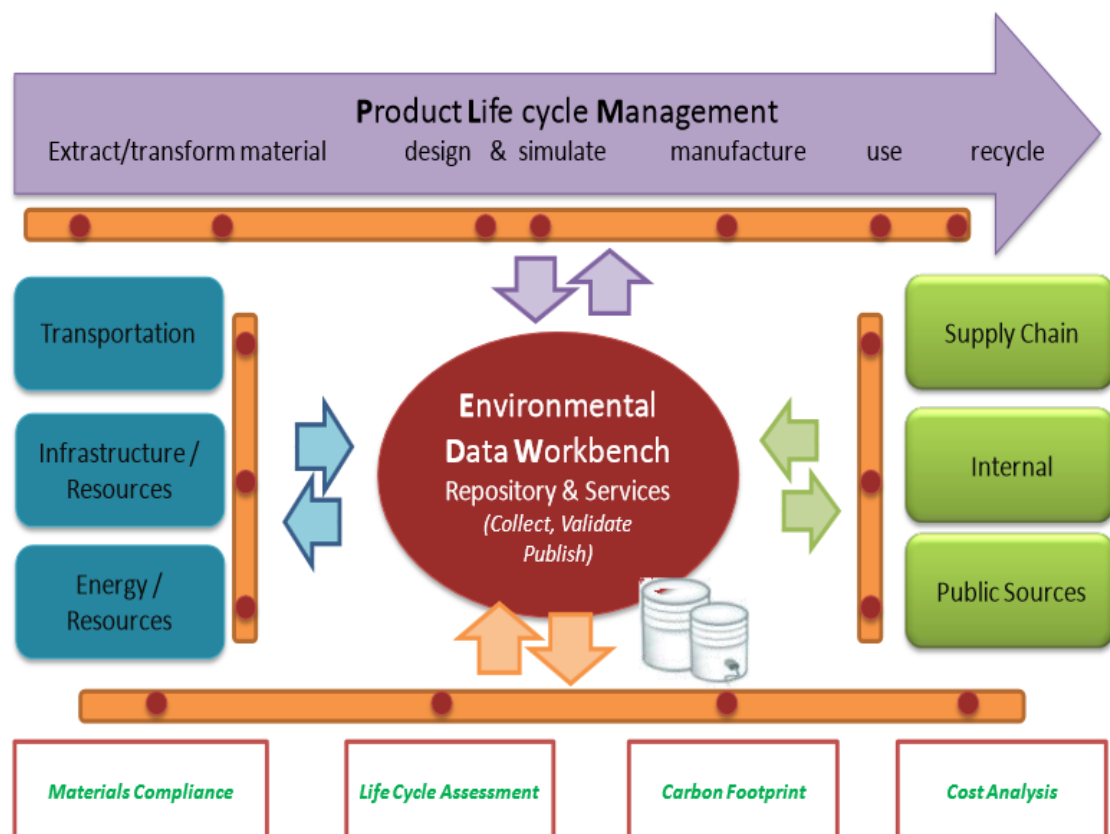 Product Life cycle Management
Extract/transform material design & simulate manufacture use recycle
Transportation
Infrastructure /
Resources
Energy /
Resources
Environmental
Data Workbench
Repository & Services
(Collect, Validate
Publish)
Supply Chain
Internal
Public Sources
Materials Compliance
Life Cycle Assessment
Carbon Footprint
Cost Analysis